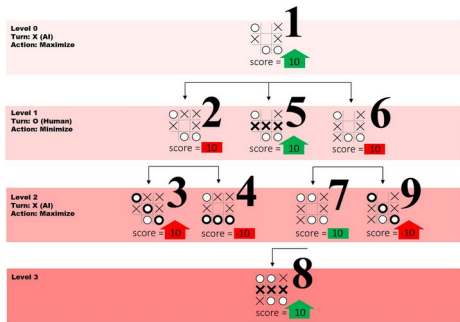 Level 0
Turn: X (AI)
Action: Maximize
1
score = 10
Level 1
Turn: O (Human)
Action: Minimize
2
score = -10
5
score = 10
6
score = -10
Level 2
Turn: X (AI)
Action: Maximize
3
score = -10
4
score = -10
7
score = 10
9
score = -10
Level 3
8
score = 10